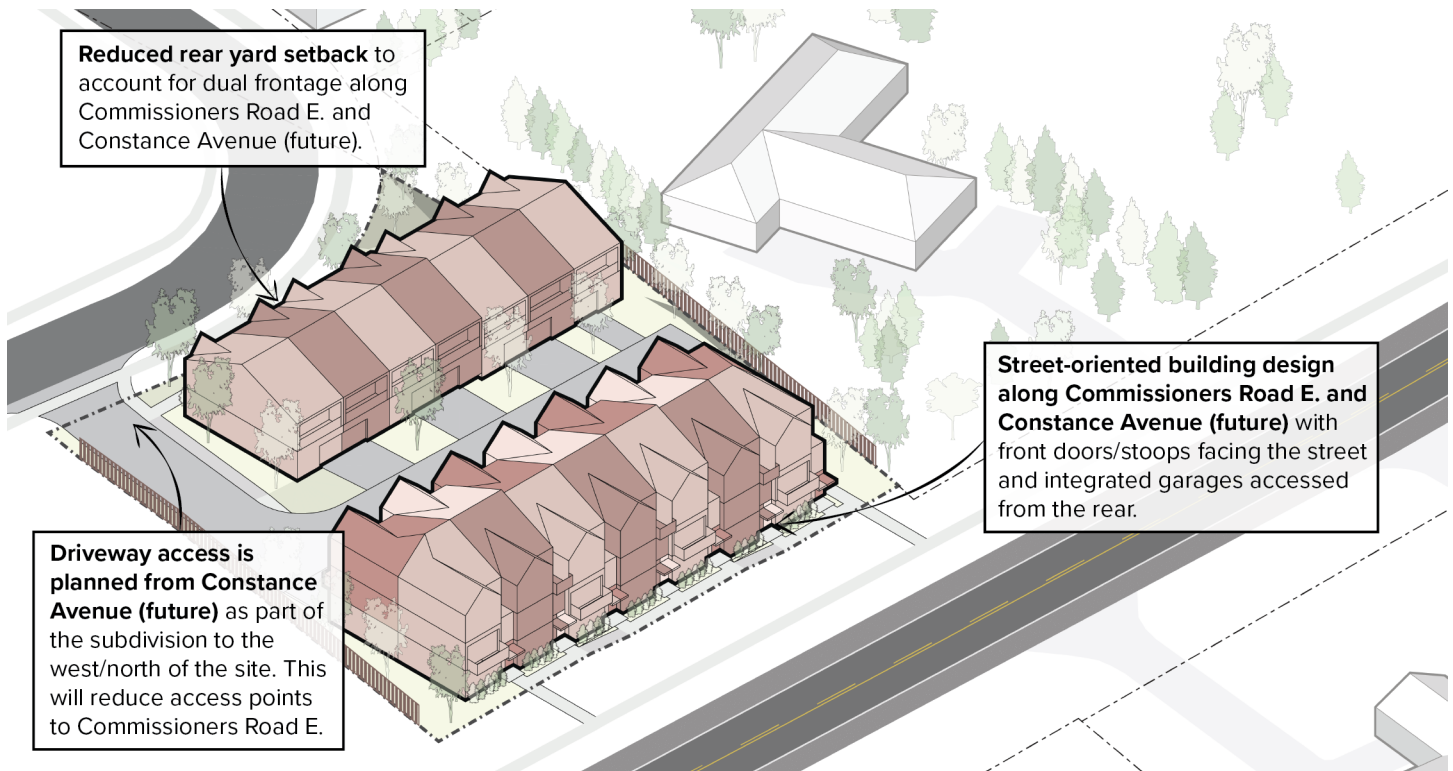 Reduced rear yard setback to
account for dual frontage along
Commissioners Road E. and
Constance Avenue (future).
Street-oriented building design
along Commissioners Road E. and
Constance Avenue (future) with
front doors/stoops facing the street
and integrated garages accessed
from the rear.
Driveway access is
planned from Constance
Avenue (future) as part of
the subdivision to the
west/north of the site. This
will reduce access points
to Commissioners Road E.